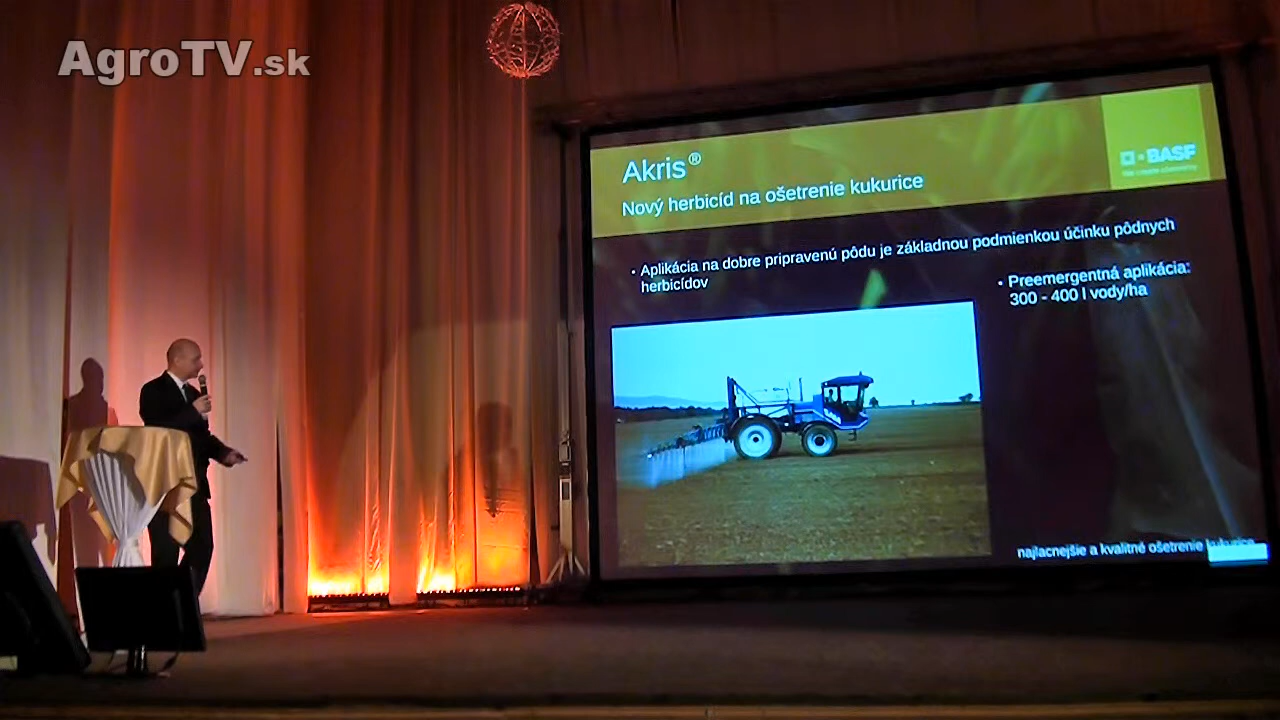 AgroTV.sk
Akris®
BASF
Nový herbicíd na ošetrenie kukurice
· Aplikácia na dobre pripravenú pôdu je základnou podmienkou účinku pôdnych
herbicídov
· Preemergentná aplikácia:
300 - 400 l vody/ha
najlacnejšie a kvalitné ošetrenie kukurice